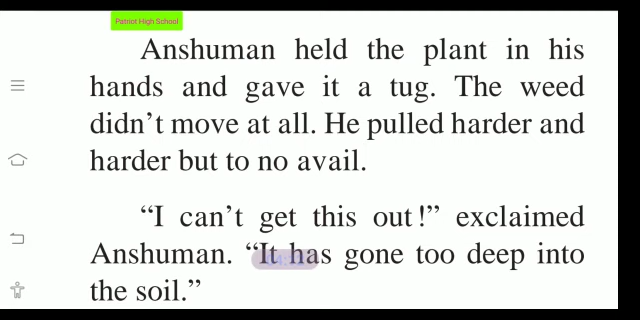 Patriot High School
Anshuman held the plant in his
hands and gave it a tug. The weed
didn’t move at all. He pulled harder and
harder but to no avail.
“I can’t get this out!” exclaimed
Anshuman. “It has gone too deep into
the soil.”